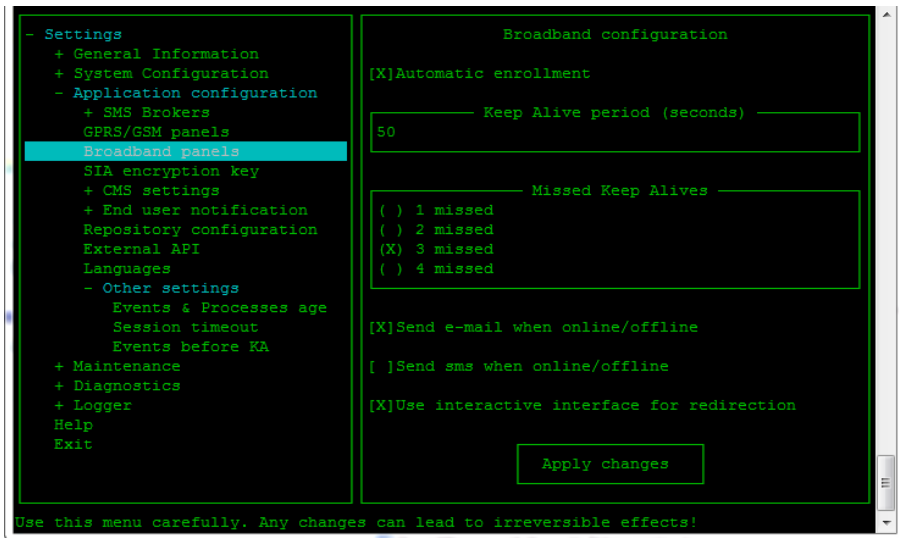 - Settings
+ General Information
+ System Configuration
- Application configuration
+ SMS Brokers
GPRS/GSM panels
Broadband panels
SIA encryption key
+ CMS settings
+ End user notification
Repository configuration
External API
Languages
- Other settings
Events & Processes age
Session timeout
Events before KA
+ Maintenance
+ Diagnostics
+ Logger
Help
Exit
Broadband configuration
[X]Automatic enrollment
Keep Alive period (seconds)
50
Missed Keep Alives
( ) 1 missed
( ) 2 missed
(X) 3 missed
( ) 4 missed
[X]Send e-mail when online/offline
[ ]Send sms when online/offline
[X]Use interactive interface for redirection
Apply changes
Use this menu carefully. Any changes can lead to irreversible effects!